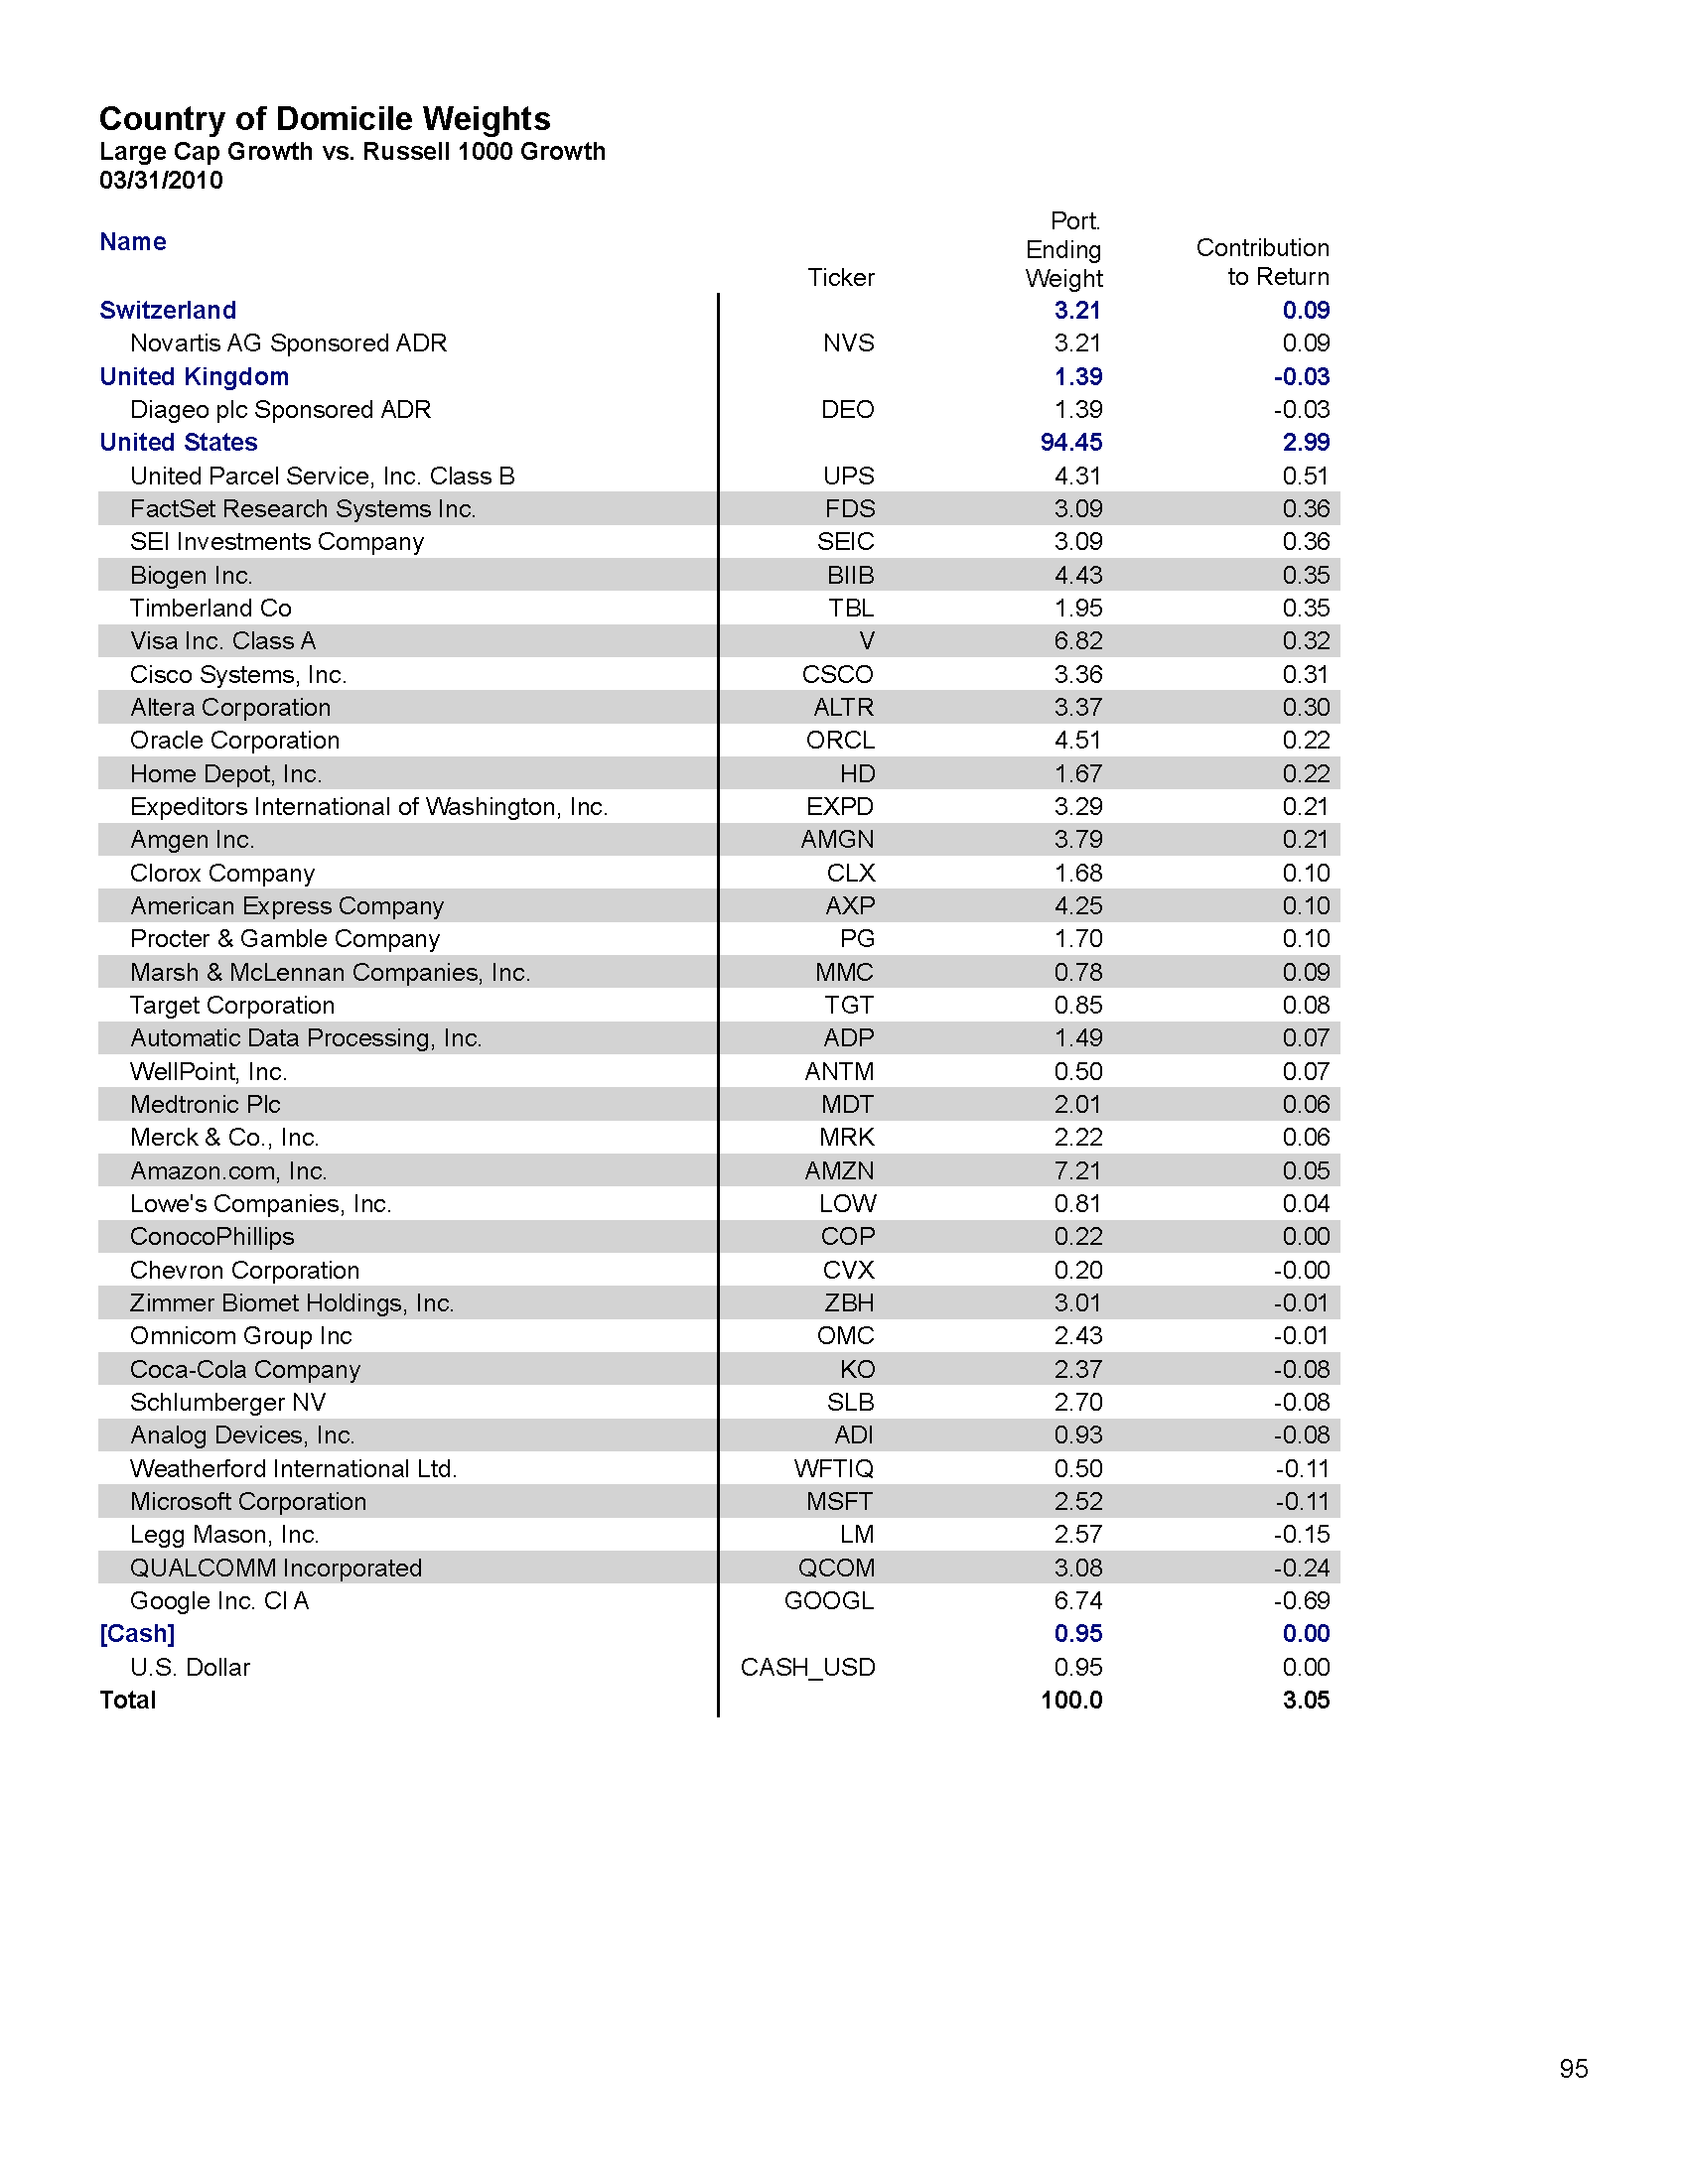 Country of Domicile Weights
Large Cap Growth vs. Russell 1000 Growth
03/31/2010
Name Ticker Port. Ending Weight Contribution to Return
Switzerland 3.21 0.09
Novartis AG Sponsored ADR NVS 3.21 0.09
United Kingdom 1.39 -0.03
Diageo plc Sponsored ADR DEO 1.39 -0.03
United States 94.45 2.99
United Parcel Service, Inc. Class B UPS 4.31 0.51
FactSet Research Systems Inc. FDS 3.09 0.36
SEI Investments Company SEIC 3.09 0.36
Biogen Inc. BIIB 4.43 0.35
Timberland Co TBL 1.95 0.35
Visa Inc. Class A V 6.82 0.32
Cisco Systems, Inc. CSCO 3.36 0.31
Altera Corporation ALTR 3.37 0.30
Oracle Corporation ORCL 4.51 0.22
Home Depot, Inc. HD 1.67 0.22
Expeditors International of Washington, Inc. EXPD 3.29 0.21
Amgen Inc. AMGN 3.79 0.21
Clorox Company CLX 1.68 0.10
American Express Company AXP 4.25 0.10
Procter & Gamble Company PG 1.70 0.10
Marsh & McLennan Companies, Inc. MMC 0.78 0.09
Target Corporation TGT 0.85 0.08
Automatic Data Processing, Inc. ADP 1.49 0.07
WellPoint, Inc. ANTM 0.50 0.07
Medtronic Plc MDT 2.01 0.06
Merck & Co., Inc. MRK 2.22 0.06
Amazon.com, Inc. AMZN 7.21 0.05
Lowe's Companies, Inc. LOW 0.81 0.04
ConocoPhillips COP 0.22 0.00
Chevron Corporation CVX 0.20 -0.00
Zimmer Biomet Holdings, Inc. ZBH 3.01 -0.01
Omnicom Group Inc OMC 2.43 -0.01
Coca-Cola Company KO 2.37 -0.08
Schlumberger NV SLB 2.70 -0.08
Analog Devices, Inc. ADI 0.93 -0.08
Weatherford International Ltd. WFTIQ 0.50 -0.11
Microsoft Corporation MSFT 2.52 -0.11
Legg Mason, Inc. LM 2.57 -0.15
QUALCOMM Incorporated QCOM 3.08 -0.24
Google Inc. Cl A GOOGL 6.74 -0.69
[Cash] 0.95 0.00
U.S. Dollar CASH_USD 0.95 0.00
Total 100.0 3.05
95